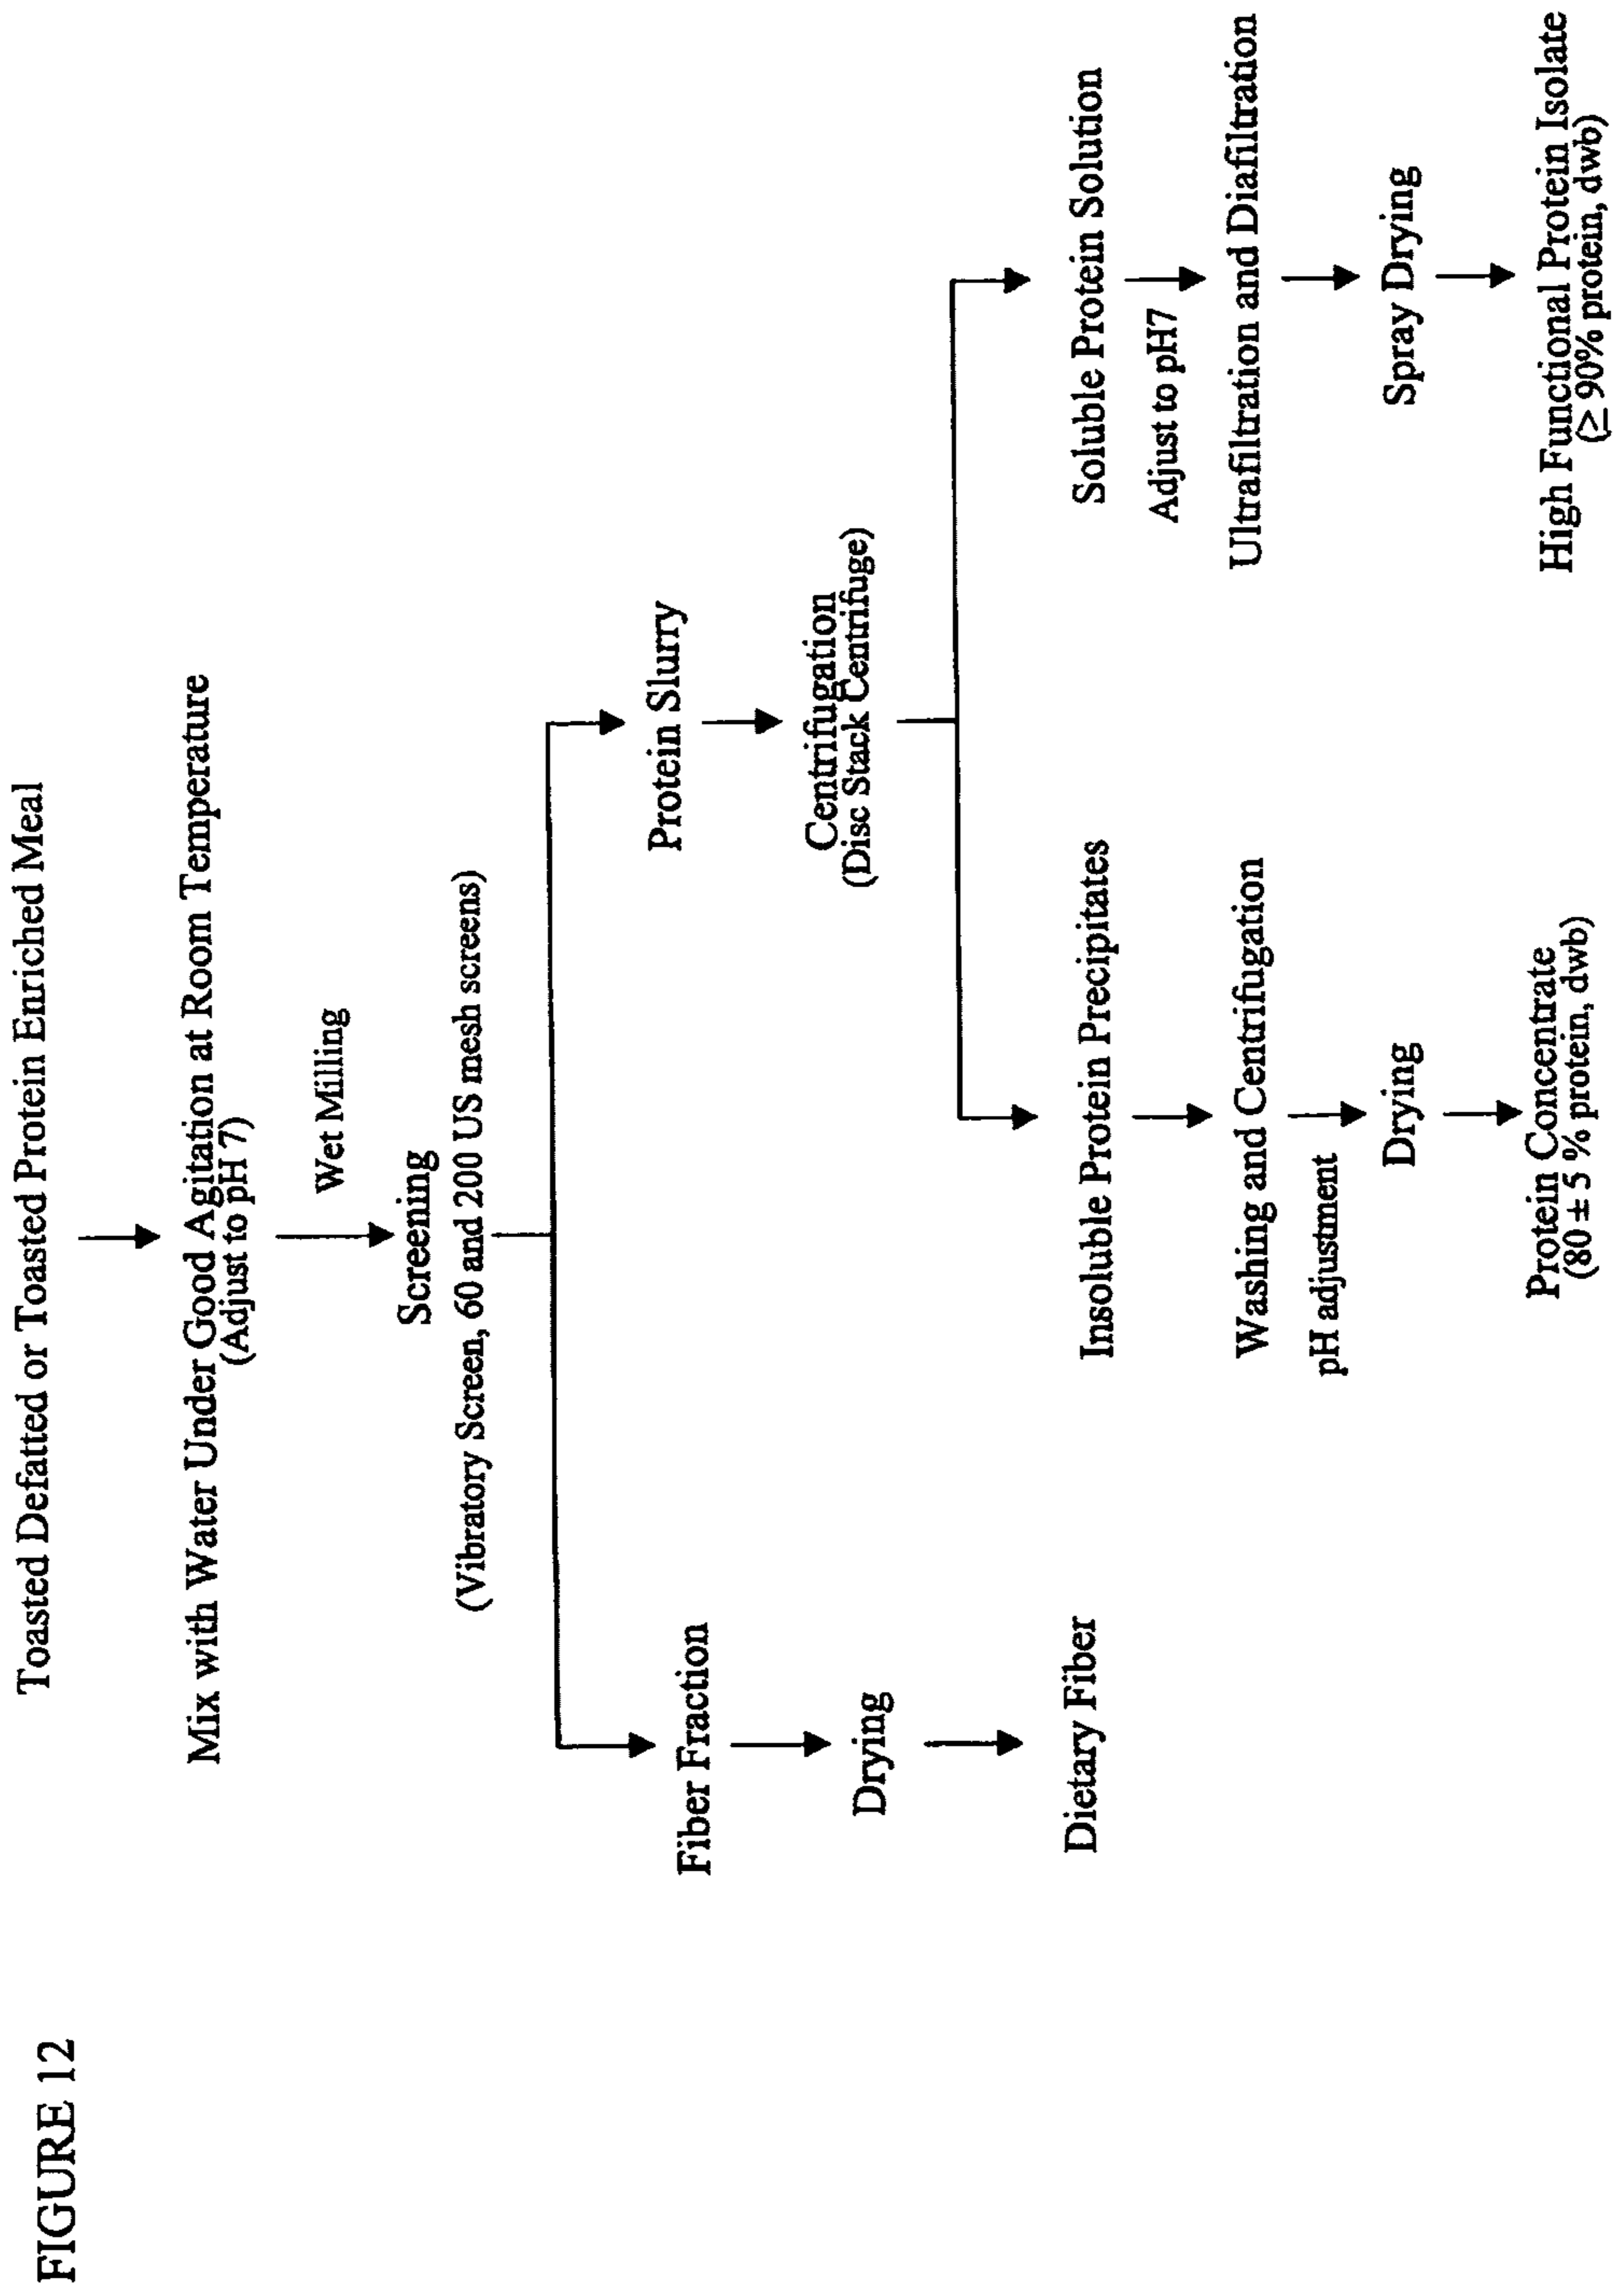 FIGURE 12
Toasted Defatted or Toasted Protein Enriched Meal
Mix with Water Under Good Agitation at Room Temperature
(Adjust to pH 7)
Wet Milling
Screening
(Vibratory Screen, 60 and 200 US mesh screens)
Fiber Fraction
Drying
Dietary Fiber
Protein Slurry
Centrifugation
(Disc Stack Centrifuge)
Insoluble Protein Precipitates
Washing and Centrifugation
pH adjustment
Drying
Protein Concentrate
(80 ± 5 % protein, dwb)
Soluble Protein Solution
Adjust to pH7
Ultrafiltration and Diafiltration
Spray Drying
High Functional Protein Isolate
(≥ 90% protein, dwb)